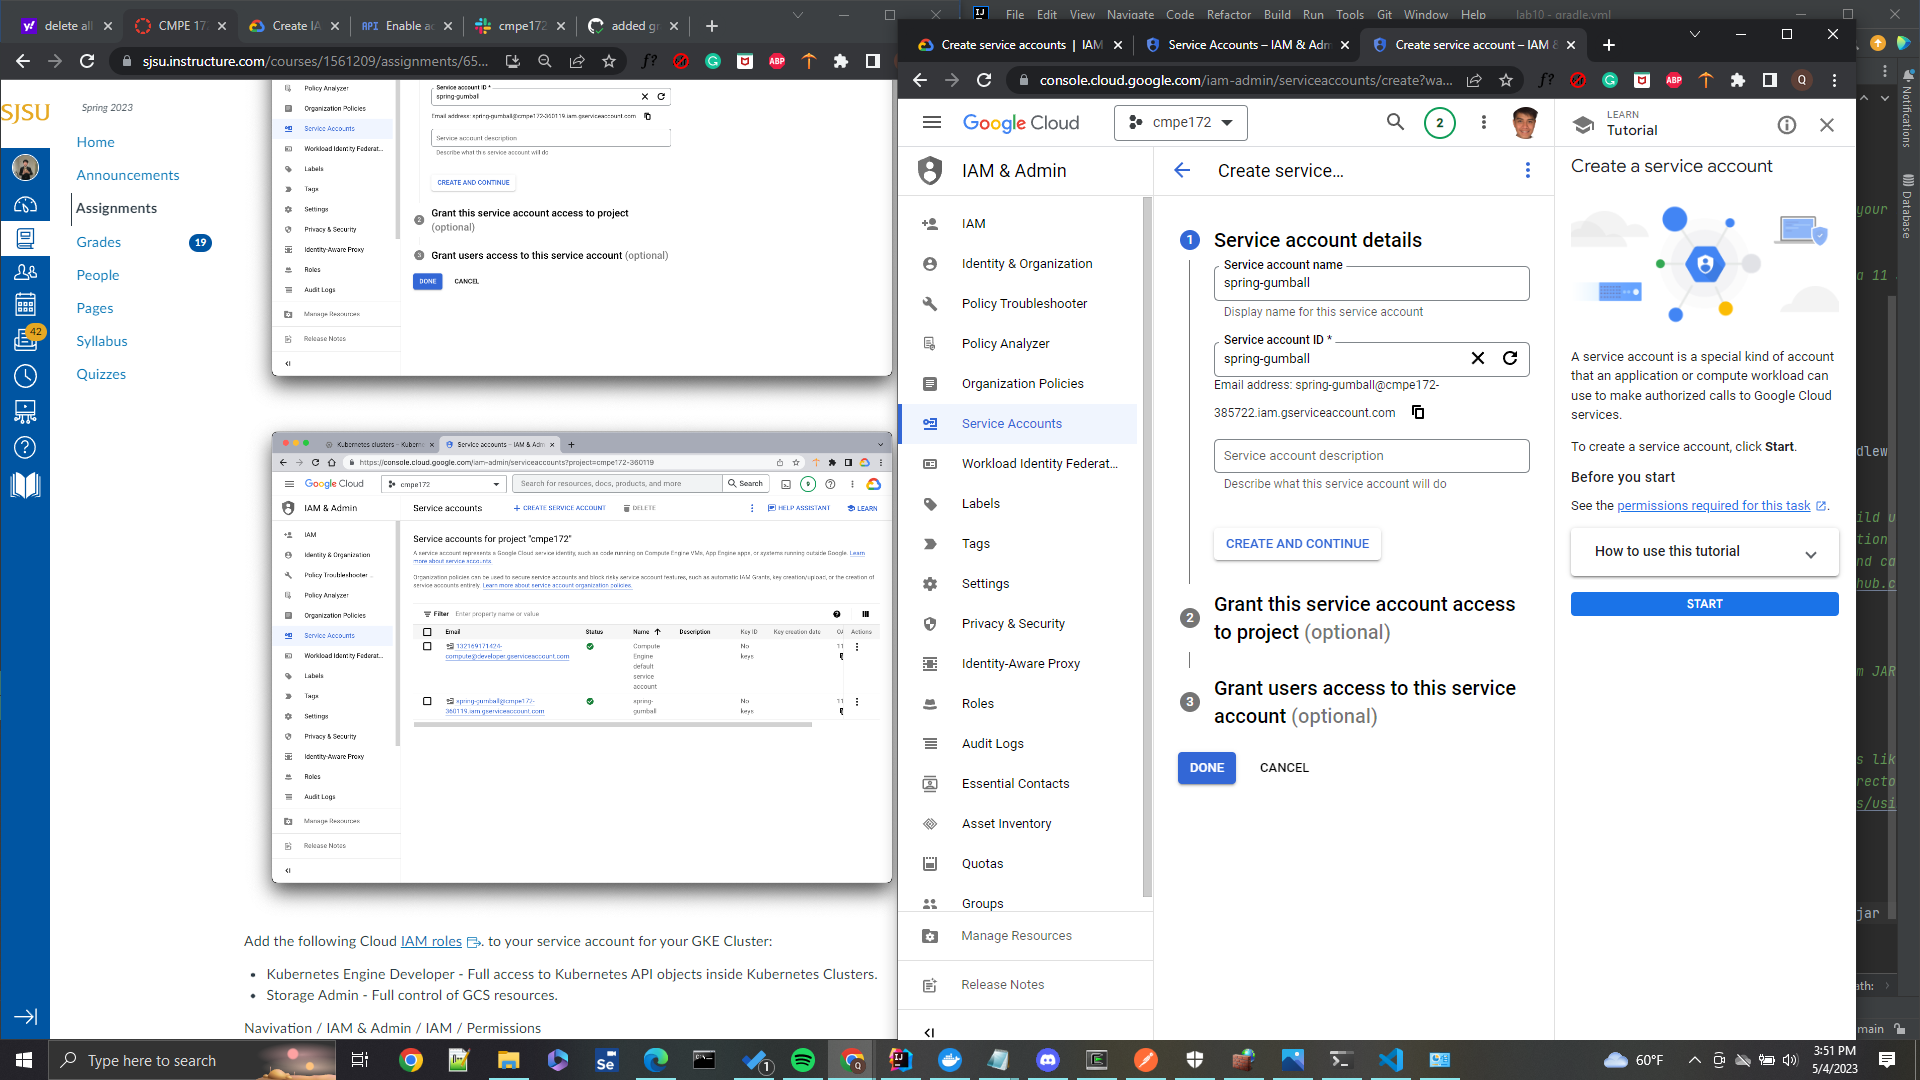 delete all
CMPE 17
Create IA
Enable ac
cmpe172
added gr
sjsu.instructure.com/courses/1561209/assignments/65...
SJSU
Spring 2023
Home
Announcements
Assignments
Grades
19
People
Pages
Syllabus
Quizzes
42
Policy Analyzer
Organization Policies
Service Accounts
Workload Identity Federat...
Labels
Tags
Settings
Privacy & Security
Identity-Aware Proxy
Roles
Audit Logs
Manage Resources
Release Notes
Service account ID *
spring-gumball
Email address: spring-gumball@cmpe172-360119.iam.gserviceaccount.com
Service account description
Describe what this service account will do
CREATE AND CONTINUE
2
Grant this service account access to project
(optional)
3
Grant users access to this service account (optional)
DONE
CANCEL
Kubernetes clusters – Kuberne
Service accounts – IAM & Adm
https://console.cloud.google.com/iam-admin/serviceaccounts?project=cmpe172-360119
Google Cloud
cmpe172
Search for resources, docs, products, and more
Search
9
IAM & Admin
Service accounts
CREATE SERVICE ACCOUNT
DELETE
HELP ASSISTANT
LEARN
IAM
Identity & Organization
Policy Troubleshooter
Policy Analyzer
Organization Policies
Service Accounts
Workload Identity Federat...
Labels
Tags
Settings
Privacy & Security
Identity-Aware Proxy
Roles
Audit Logs
Manage Resources
Release Notes
Service accounts for project "cmpe172"
A service account represents a Google Cloud service identity, such as code running on Compute Engine VMs, App Engine apps, or systems running outside Google. Learn
more about service accounts.
Organization policies can be used to secure service accounts and block risky service account features, such as automatic IAM Grants, key creation/upload, or the creation of
service accounts entirely. Learn more about service account organization policies.
Filter
Enter property name or value
Email
Status
Name
Description
Key ID
Key creation date
Actions
132169171424-
compute@developer.gserviceaccount.com
Compute
Engine
default
service
account
No
keys
11
spring-gumball@cmpe172-
360119.iam.gserviceaccount.com
spring-
gumball
No
keys
11
Add the following Cloud IAM roles . to your service account for your GKE Cluster:
• Kubernetes Engine Developer - Full access to Kubernetes API objects inside Kubernetes Clusters.
• Storage Admin - Full control of GCS resources.
Navivation / IAM & Admin / IAM / Permissions
File Edit View Navigate Code Refactor Build Run Tools Git Window Help
lab10 - gradle.yml
Create service accounts | IAM
Service Accounts – IAM & Adm
Create service account – IAM &
console.cloud.google.com/iam-admin/serviceaccounts/create?wa...
Q
Google Cloud
cmpe172
2
IAM & Admin
IAM
Identity & Organization
Policy Troubleshooter
Policy Analyzer
Organization Policies
Service Accounts
Workload Identity Federat...
Labels
Tags
Settings
Privacy & Security
Identity-Aware Proxy
Roles
Audit Logs
Essential Contacts
Asset Inventory
Quotas
Groups
Manage Resources
Release Notes
Create service...
1
Service account details
Service account name
spring-gumball
Display name for this service account
Service account ID *
spring-gumball
Email address: spring-gumball@cmpe172-
385722.iam.gserviceaccount.com
Service account description
Describe what this service account will do
CREATE AND CONTINUE
2
Grant this service account access
to project (optional)
3
Grant users access to this service
account (optional)
DONE
CANCEL
LEARN
Tutorial
Create a service account
A service account is a special kind of account
that an application or compute workload can
use to make authorized calls to Google Cloud
services.
To create a service account, click Start.
Before you start
See the permissions required for this task .
How to use this tutorial
START
Notifications
Database
your
a 11
dlew
ild u
tion
nd ca
hub.c
m JAR
s lik
recto
s/usi
jar
ath:
main
Type here to search
1
60°F
3:51 PM
5/4/2023